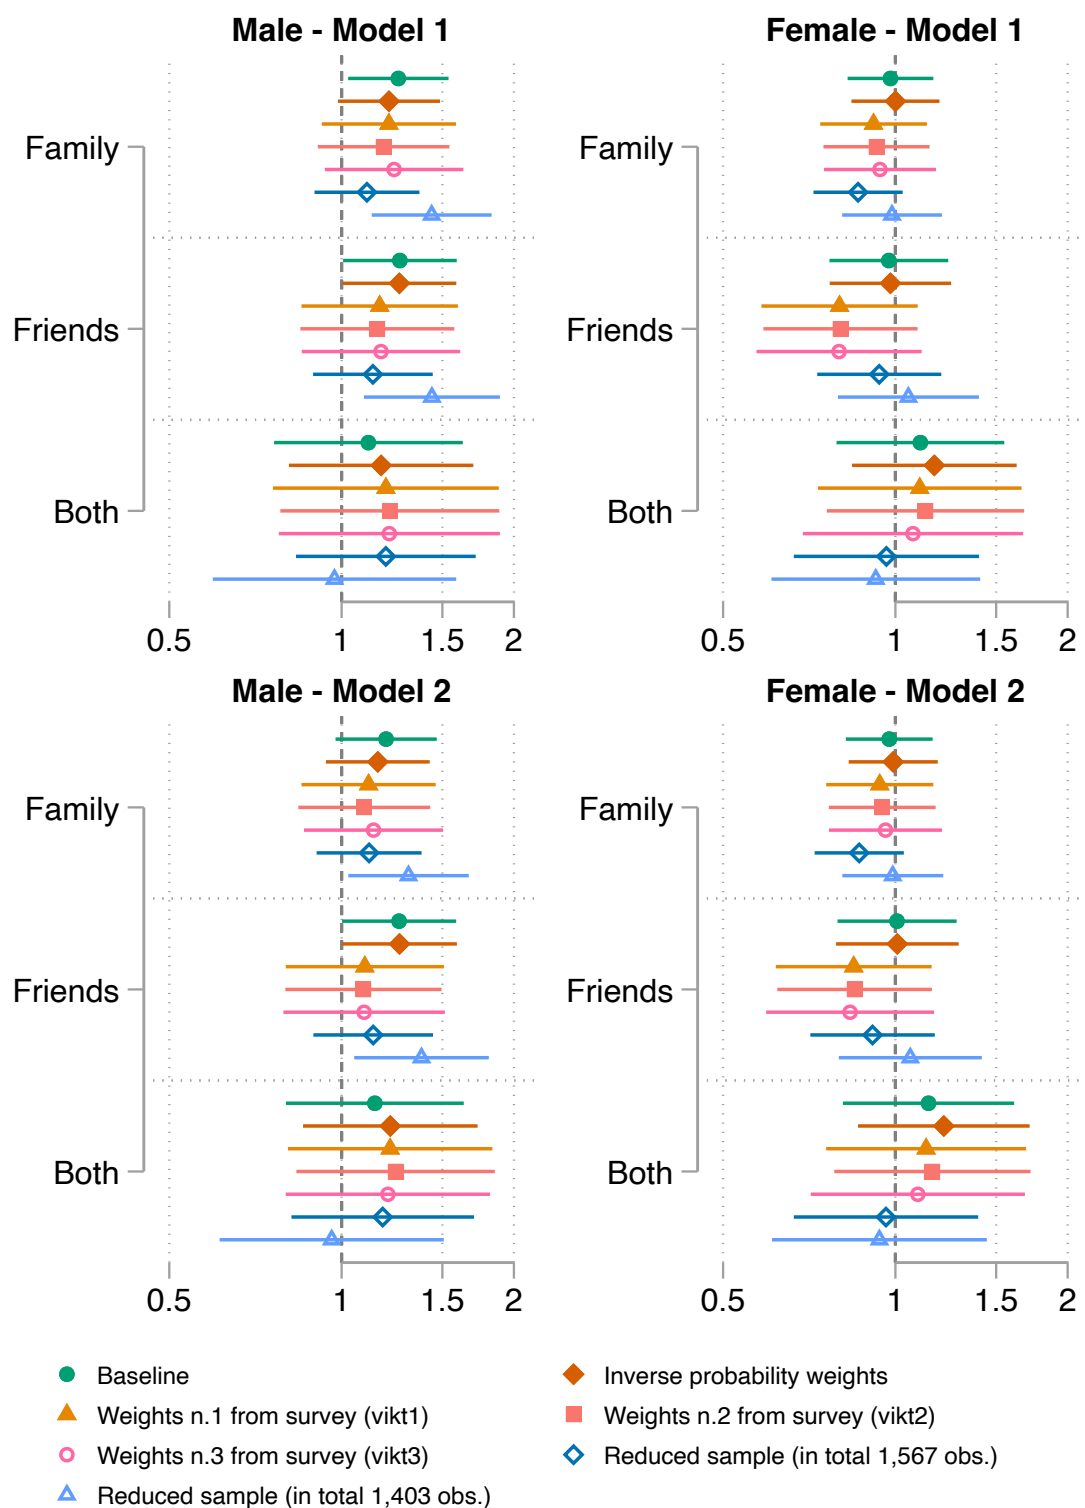 Male - Model 1
Female - Model 1
Family
Friends
Both
0.5 1 1.5 2
Family
Friends
Both
0.5 1 1.5 2
Male - Model 2
Female - Model 2
Family
Friends
Both
0.5 1 1.5 2
Family
Friends
Both
0.5 1 1.5 2
Baseline
Inverse probability weights
Weights n.1 from survey (vikt1)
Weights n.2 from survey (vikt2)
Weights n.3 from survey (vikt3)
Reduced sample (in total 1,567 obs.)
Reduced sample (in total 1,403 obs.)